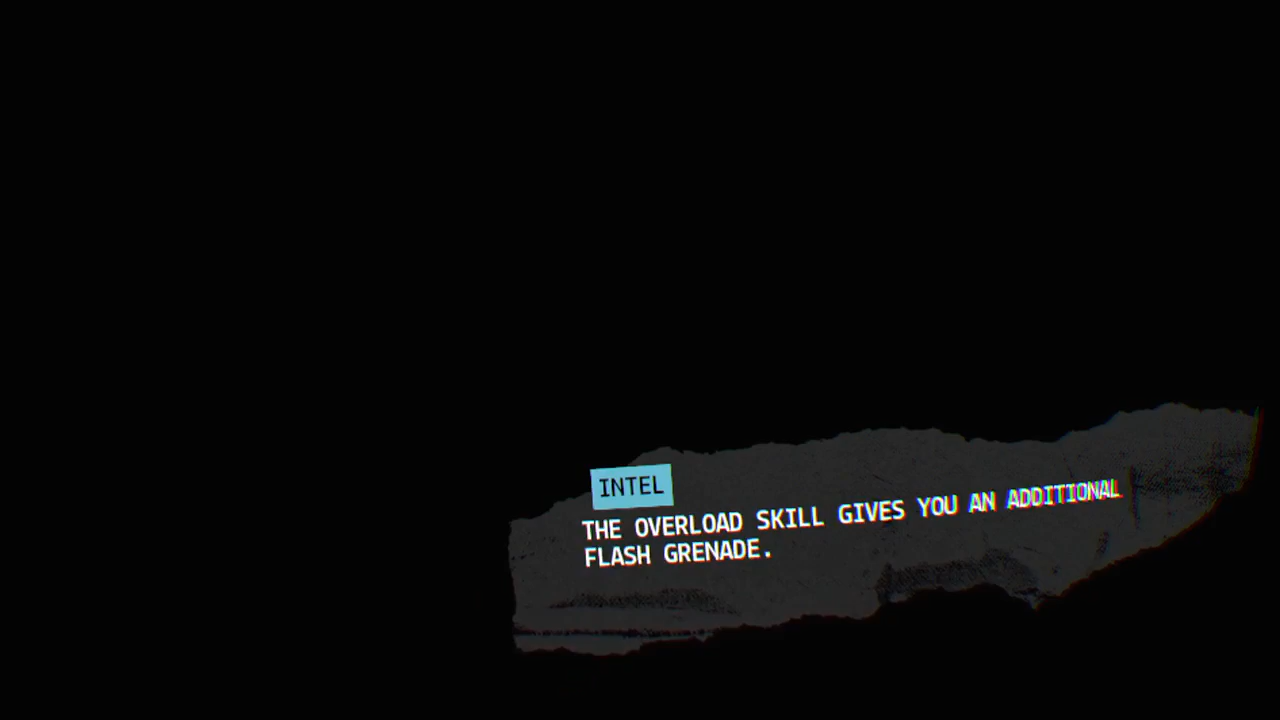 INTEL
THE OVERLOAD SKILL GIVES YOU AN ADDITIONAL
FLASH GRENADE.